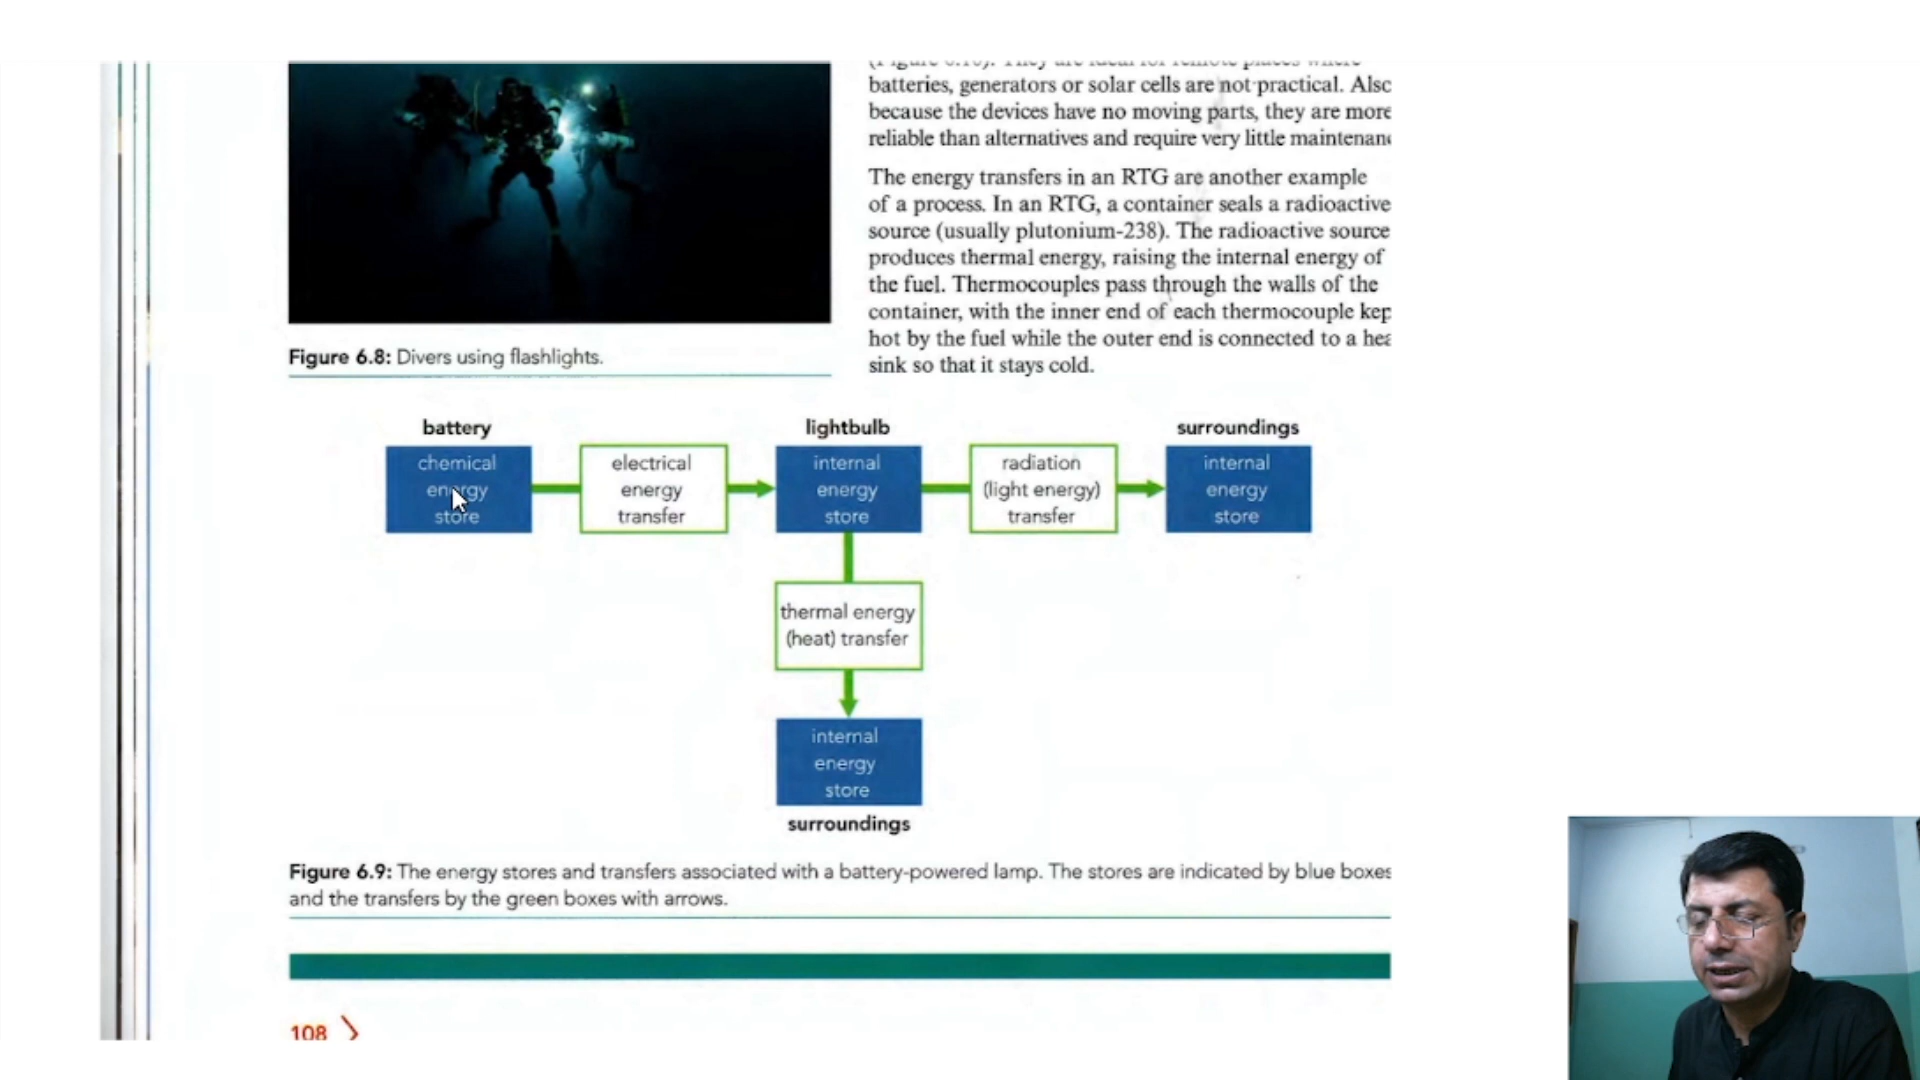 batteries, generators or solar cells are not practical. Alsc
because the devices have no moving parts, they are more
reliable than alternatives and require very little maintenan
The energy transfers in an RTG are another example
of a process. In an RTG, a container seals a radioactive
source (usually plutonium-238). The radioactive source
produces thermal energy, raising the internal energy of
the fuel. Thermocouples pass through the walls of the
container, with the inner end of each thermocouple kep
hot by the fuel while the outer end is connected to a hea
sink so that it stays cold.
Figure 6.8: Divers using flashlights.
battery
chemical
energy
store
electrical
energy
transfer
lightbulb
internal
energy
store
radiation
(light energy)
transfer
surroundings
internal
energy
store
thermal energy
(heat) transfer
internal
energy
store
surroundings
Figure 6.9: The energy stores and transfers associated with a battery-powered lamp. The stores are indicated by blue boxes
and the transfers by the green boxes with arrows.
108